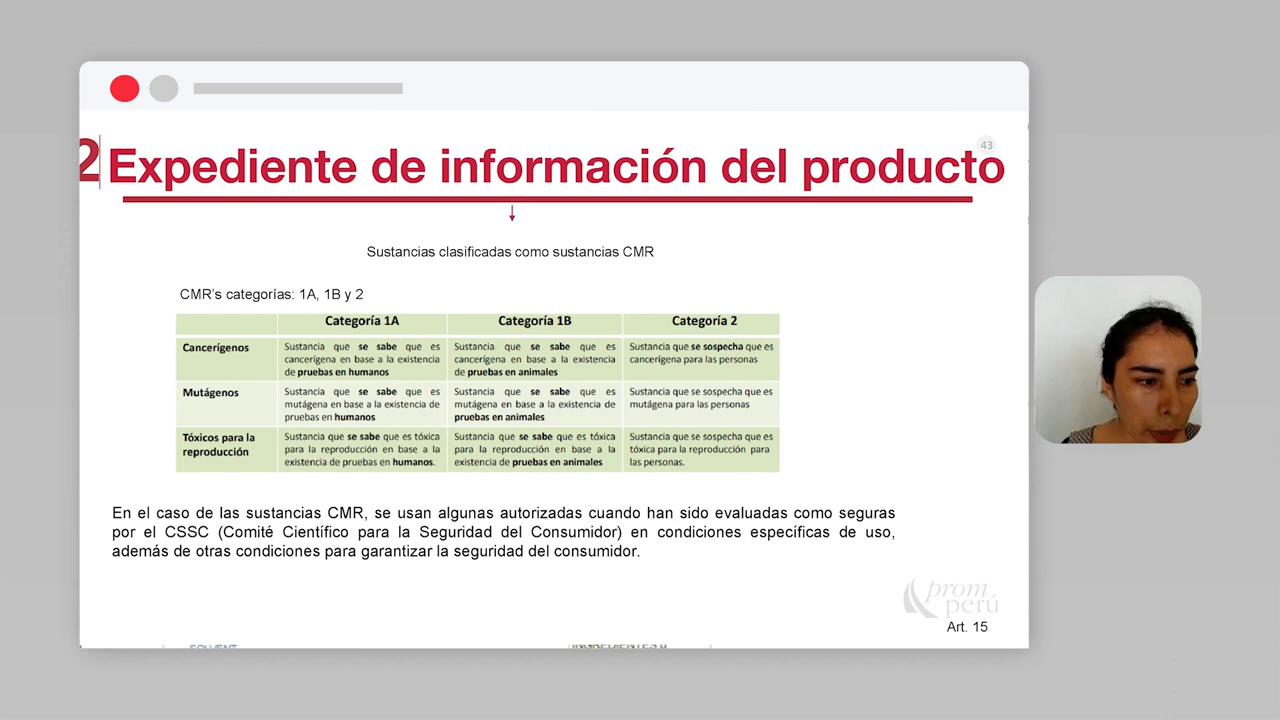 43
2 Expediente de información del producto
Sustancias clasificadas como sustancias CMR
CMR's categorías: 1A, 1B y 2
Categoría 1A Categoría 1B Categoría 2
Cancerígenos
Sustancia que se sabe que es
cancerígena en base a la existencia
de pruebas en humanos
Sustancia que se sabe que es
cancerígena en base a la existencia
de pruebas en animales
Sustancia que se sospecha que es
cancerígena para las personas
Mutágenos
Sustancia que se sabe que es
mutágena en base a la existencia de
pruebas en humanos
Sustancia que se sabe que es
mutágena en base a la existencia de
pruebas en animales
Sustancia que se sospecha que es
mutágena para las personas
Tóxicos para la
reproducción
Sustancia que se sabe que es tóxica
para la reproducción en base a la
existencia de pruebas en humanos.
Sustancia que se sabe que es tóxica
para la reproducción en base a la
existencia de pruebas en animales
Sustancia que se sospecha que es
tóxica para la reproducción para
las personas.
En el caso de las sustancias CMR, se usan algunas autorizadas cuando han sido evaluadas como seguras
por el CSSC (Comité Científico para la Seguridad del Consumidor) en condiciones específicas de uso,
además de otras condiciones para garantizar la seguridad del consumidor.
prom
perú
Art. 15